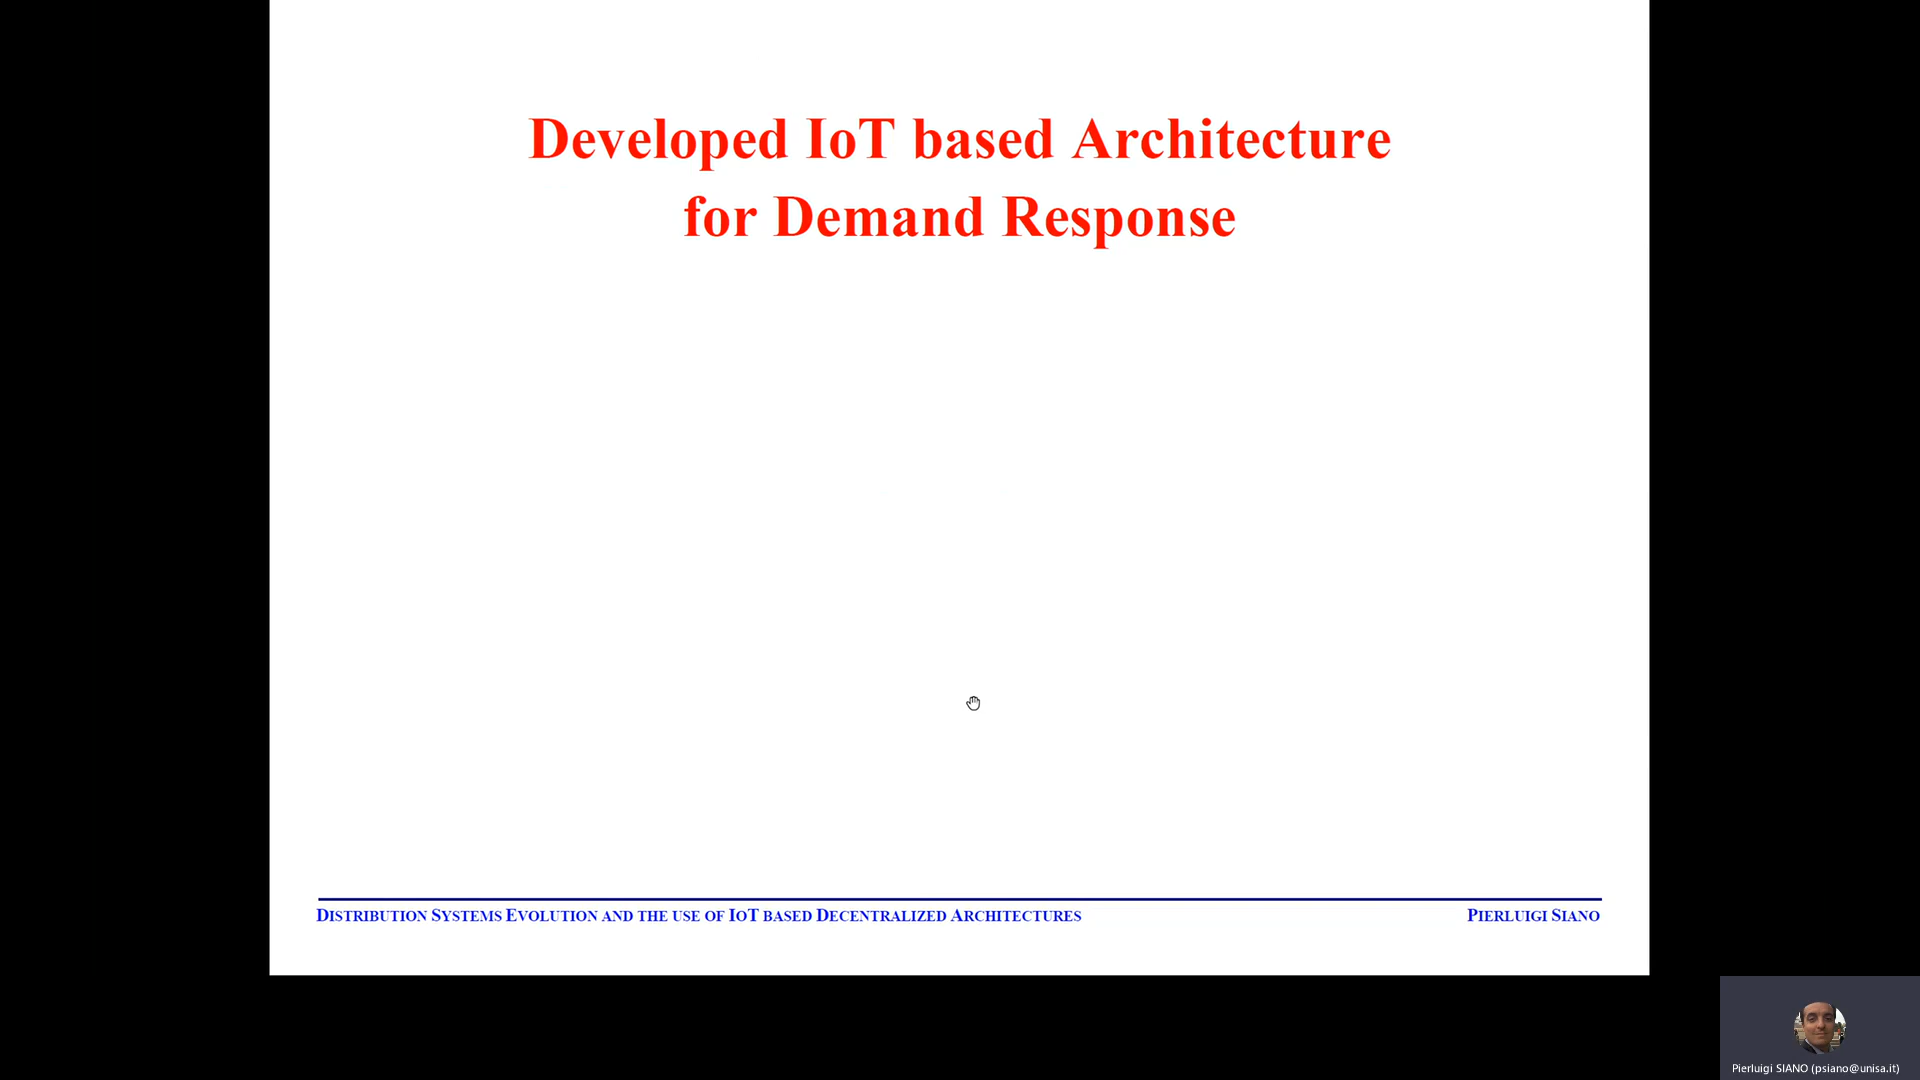 Developed IoT based Architecture
for Demand Response
DISTRIBUTION SYSTEMS EVOLUTION AND THE USE OF IOT BASED DECENTRALIZED ARCHITECTURES
PIERLUIGI SIANO
Pierluigi SIANO (psiano@unisa.it)